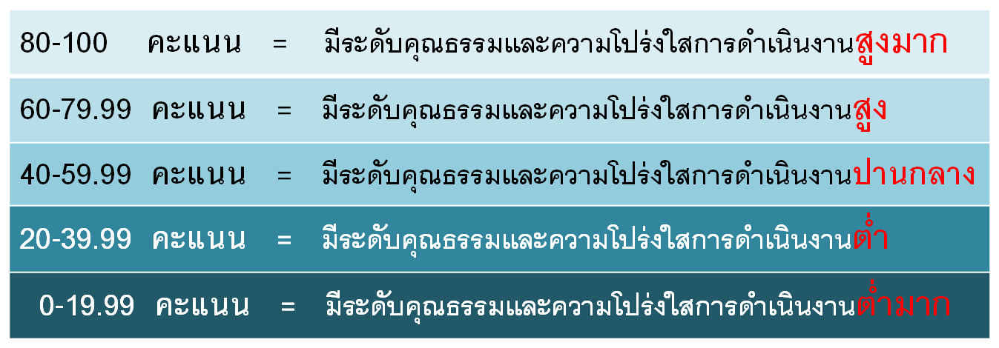 80-100 คะแนน = มีระดับคุณธรรมและความโปร่งใสการดำเนินงานสูงมาก
60-79.99 คะแนน = มีระดับคุณธรรมและความโปร่งใสการดำเนินงานสูง
40-59.99 คะแนน = มีระดับคุณธรรมและความโปร่งใสการดำเนินงานปานกลาง
20-39.99 คะแนน = มีระดับคุณธรรมและความโปร่งใสการดำเนินงานต่ำ
0-19.99 คะแนน = มีระดับคุณธรรมและความโปร่งใสการดำเนินงานต่ำมาก